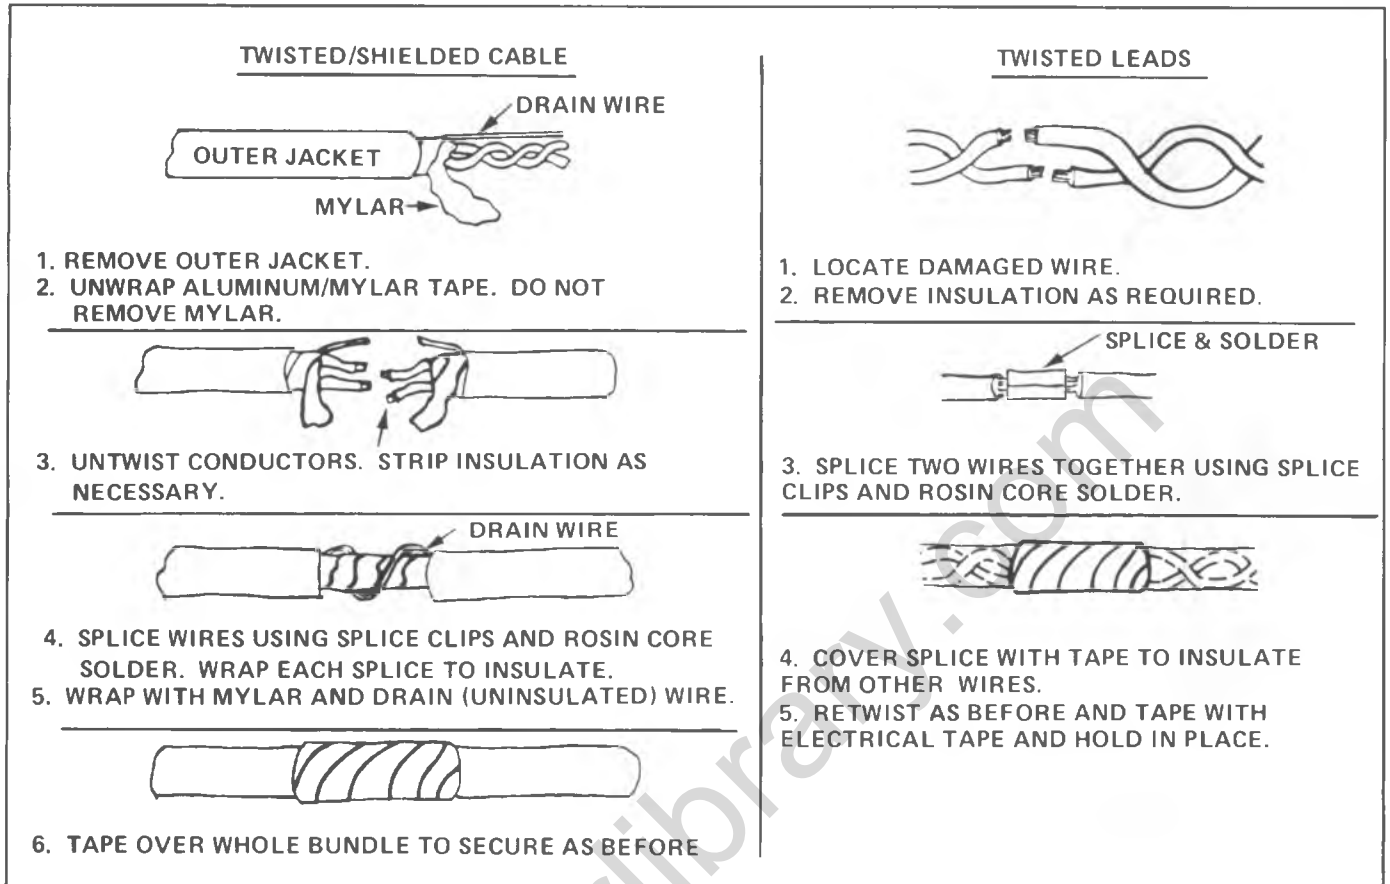 TWISTED/SHIELDED CABLE
DRAIN WIRE
OUTER JACKET
MYLAR
1. REMOVE OUTER JACKET.
2. UNWRAP ALUMINUM/MYLAR TAPE. DO NOT
REMOVE MYLAR.
3. UNTWIST CONDUCTORS. STRIP INSULATION AS
NECESSARY.
DRAIN WIRE
4. SPLICE WIRES USING SPLICE CLIPS AND ROSIN CORE
SOLDER. WRAP EACH SPLICE TO INSULATE.
5. WRAP WITH MYLAR AND DRAIN (UNINSULATED) WIRE.
6. TAPE OVER WHOLE BUNDLE TO SECURE AS BEFORE
TWISTED LEADS
1. LOCATE DAMAGED WIRE.
2. REMOVE INSULATION AS REQUIRED.
SPLICE & SOLDER
3. SPLICE TWO WIRES TOGETHER USING SPLICE
CLIPS AND ROSIN CORE SOLDER.
4. COVER SPLICE WITH TAPE TO INSULATE
FROM OTHER WIRES.
5. RETWIST AS BEFORE AND TAPE WITH
ELECTRICAL TAPE AND HOLD IN PLACE.
library.com